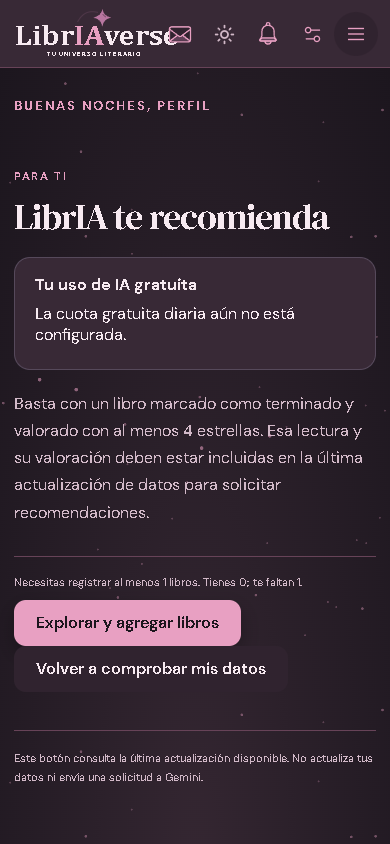 LibrIAverso
TU UNIVERSO LITERARIO
BUENAS NOCHES, PERFIL
PARA TI
LibrIA te recomienda
Tu uso de IA gratuita
La cuota gratuita diaria aún no está
configurada.
Basta con un libro marcado como terminado y
valorado con al menos 4 estrellas. Esa lectura y
su valoración deben estar incluidas en la última
actualización de datos para solicitar
recomendaciones.
Necesitas registrar al menos 1 libros. Tienes 0; te faltan 1.
Explorar y agregar libros
Volver a comprobar mis datos
Este botón consulta la última actualización disponible. No actualiza tus
datos ni envía una solicitud a Gemini.